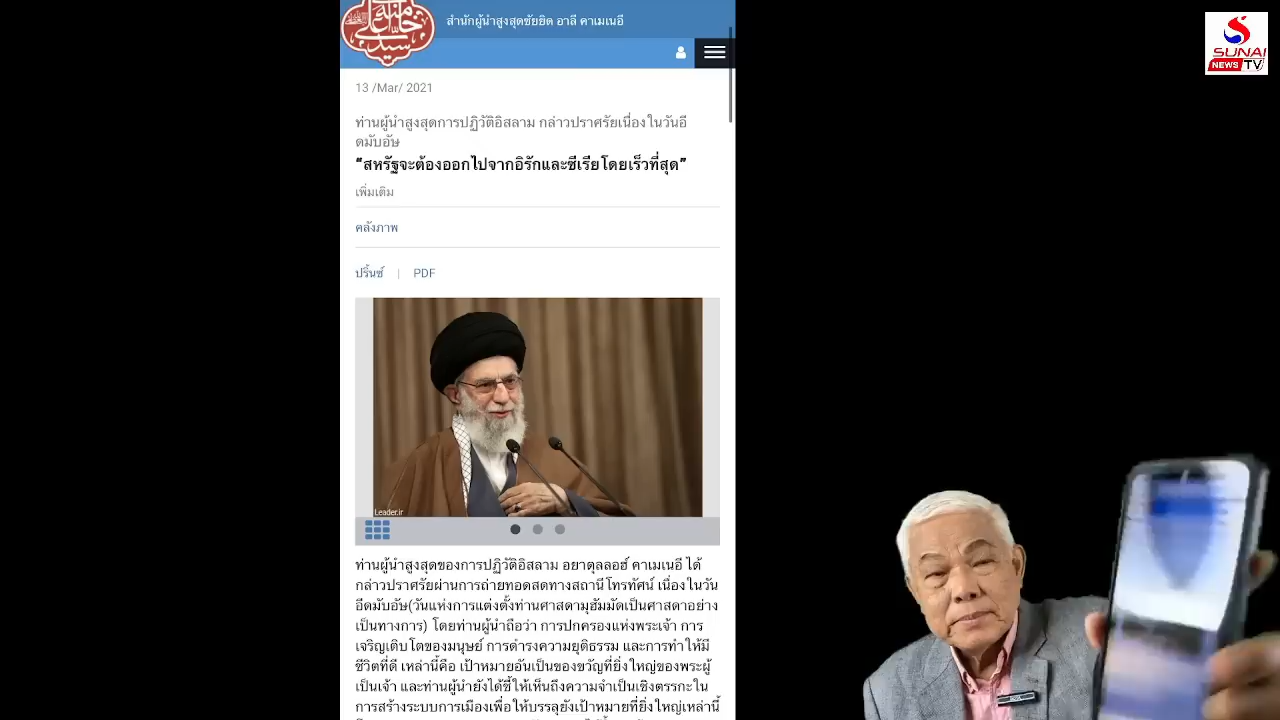 สำนักผู้นำสูงสุดซัยยิด อาลี คาเมเนอี
SUNAI
NEWS TV
13 /Mar/ 2021
ท่านผู้นำสูงสุดการปฏิวัติอิสลาม กล่าวปราศรัยเนื่องในวันอี
ดมับอัษ
“สหรัฐจะต้องออกไปจากอิรักและซีเรียโดยเร็วที่สุด”
เพิ่มเติม
คลังภาพ
ปริ้นซ์ | PDF
Leader.ir
ท่านผู้นำสูงสุดของการปฏิวัติอิสลาม อยาตุลลอฮ์ คาเมเนอี ได้
กล่าวปราศรัยผ่านการถ่ายทอดสดทางสถานีโทรทัศน์ เนื่องในวัน
อีดมับอัษ(วันแห่งการแต่งตั้งท่านศาสดามุฮัมมัดเป็นศาสดาอย่าง
เป็นทางการ) โดยท่านผู้นำถือว่า การปกครองแห่งพระเจ้า การ
เจริญเติบโตของมนุษย์ การดำรงความยุติธรรม และการทำให้มี
ชีวิตที่ดี เหล่านี้คือ เป้าหมายอันเป็นของขวัญที่ยิ่งใหญ่ของพระผู้
เป็นเจ้า และท่านผู้นำยังได้ชี้ให้เห็นถึงความจำเป็นเชิงตรรกะใน
การสร้างระบบการเมืองเพื่อให้บรรลุยังเป้าหมายที่ยิ่งใหญ่เหล่านี้